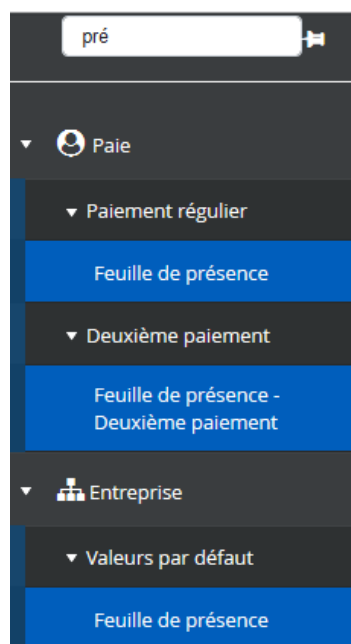 pré
Paie
Paiement régulier
Feuille de présence
Deuxième paiement
Feuille de présence -
Deuxième paiement
Entreprise
Valeurs par défaut
Feuille de présence